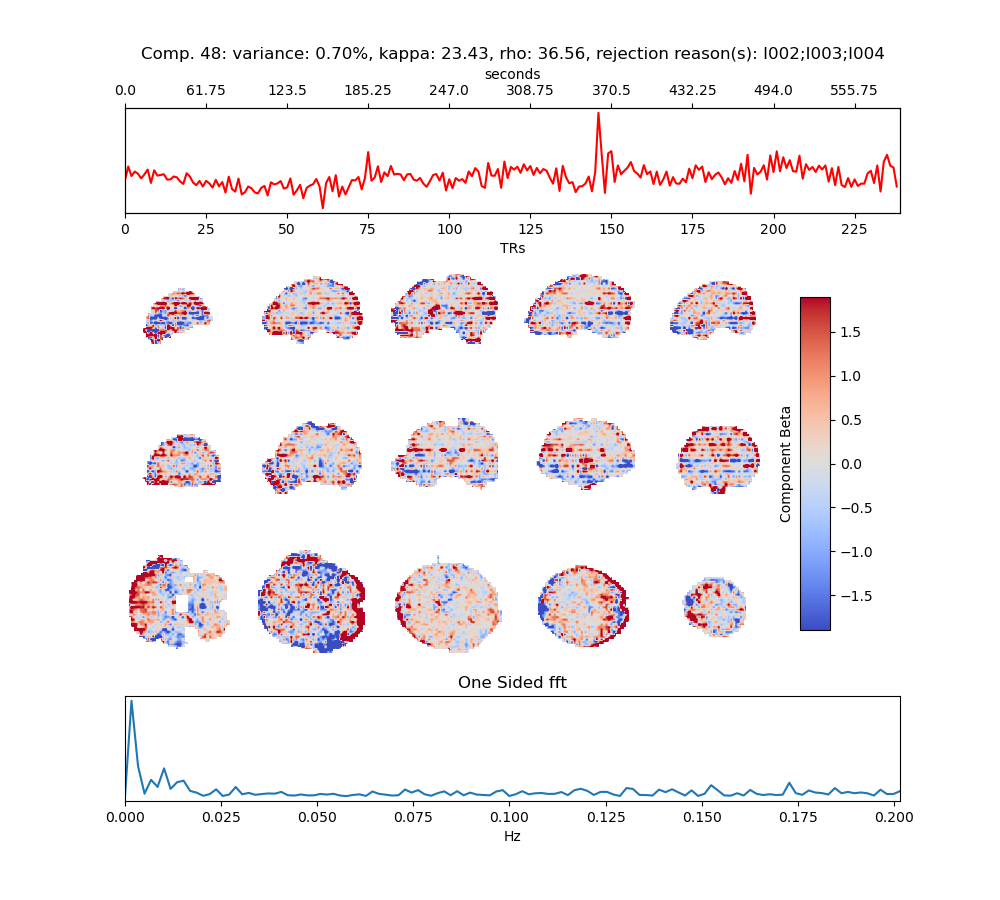 Comp. 48: variance: 0.70%, kappa: 23.43, rho: 36.56, rejection reason(s): I002;I003;I004
seconds
0.0 61.75 123.5 185.25 247.0 308.75 370.5 432.25 494.0 555.75
0 25 50 75 100 125 150 175 200 225
TRs
1.5
1.0
0.5
0.0
−0.5
−1.0
−1.5
Component Beta
One Sided fft
0.000 0.025 0.050 0.075 0.100 0.125 0.150 0.175 0.200
Hz